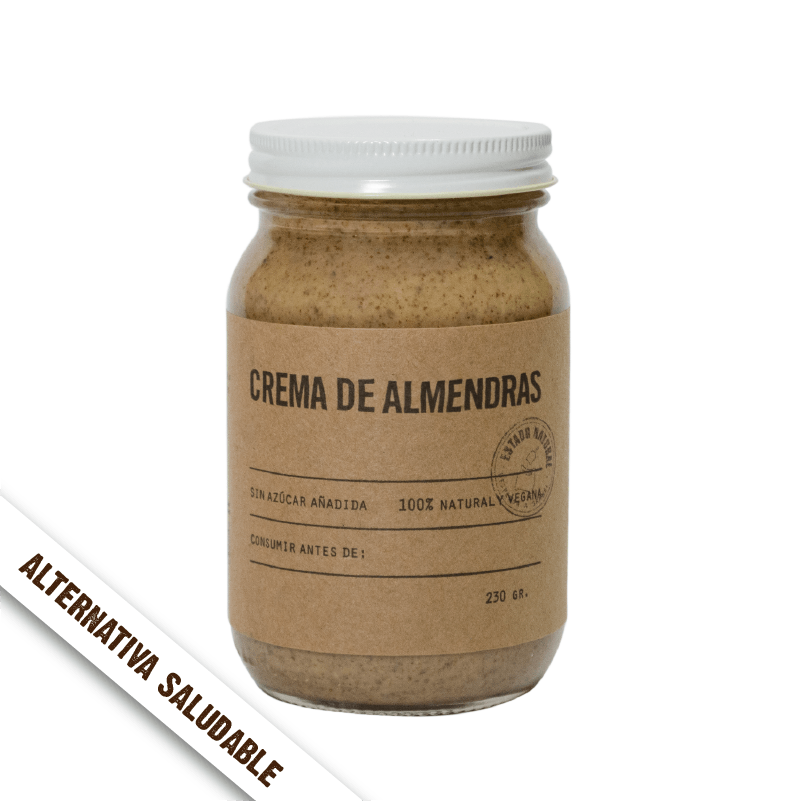 CREMA DE ALMENDRAS
ESTADO NATURAL
SIN AZÚCAR AÑADIDA 100% NATURAL Y VEGANA
CONSUMIR ANTES DE:
230 GR.
ALTERNATIVA SALUDABLE